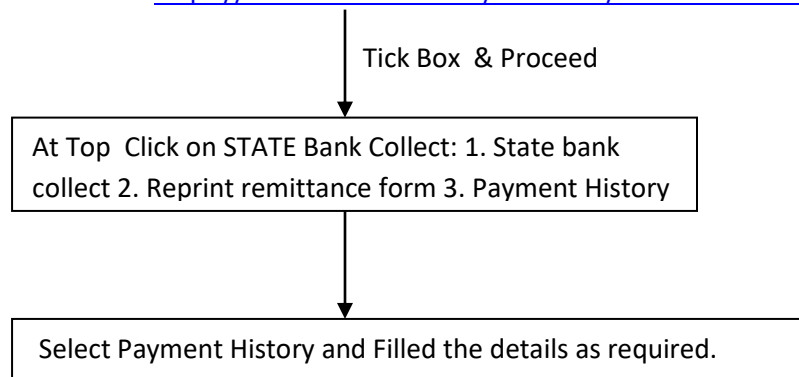 Tick Box & Proceed
At Top Click on STATE Bank Collect: 1. State bank
collect 2. Reprint remittance form 3. Payment History
Select Payment History and Filled the details as required.